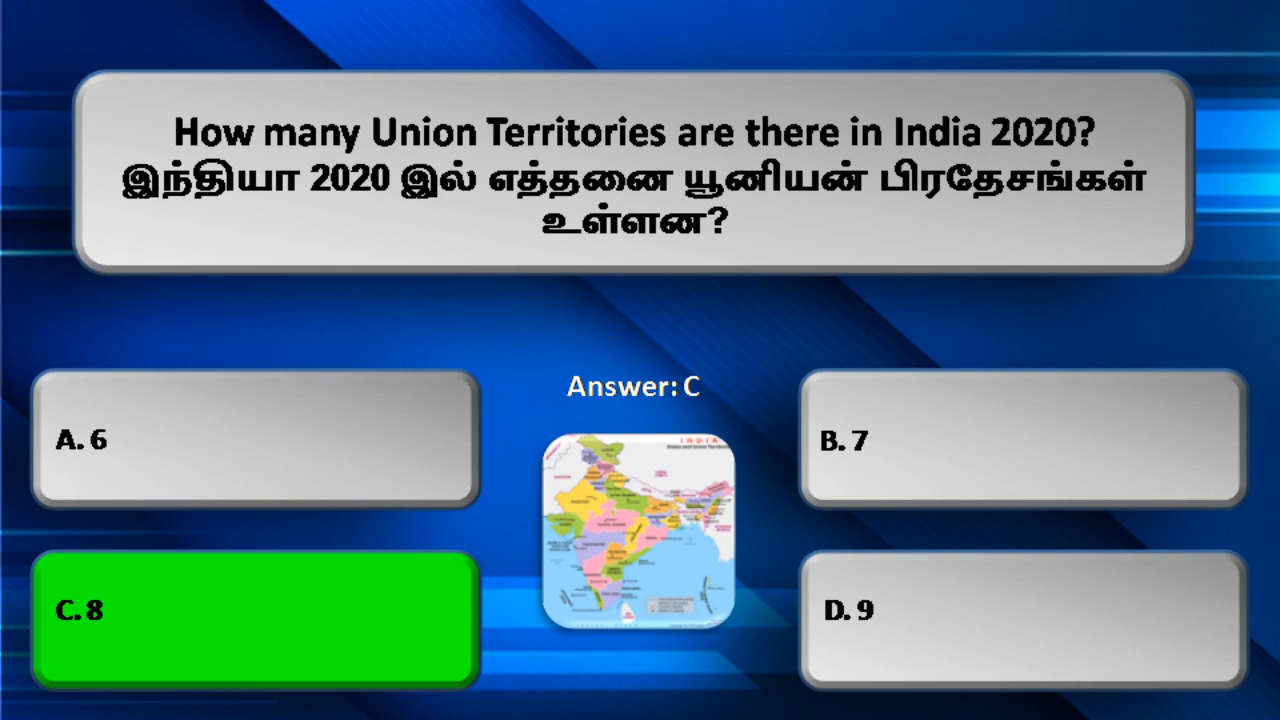 How many Union Territories are there in India 2020?
இந்தியா 2020 இல் எத்தனை யூனியன் பிரதேசங்கள்
உள்ளன?
Answer: C
A. 6
B. 7
INDIA
C. 8
D. 9